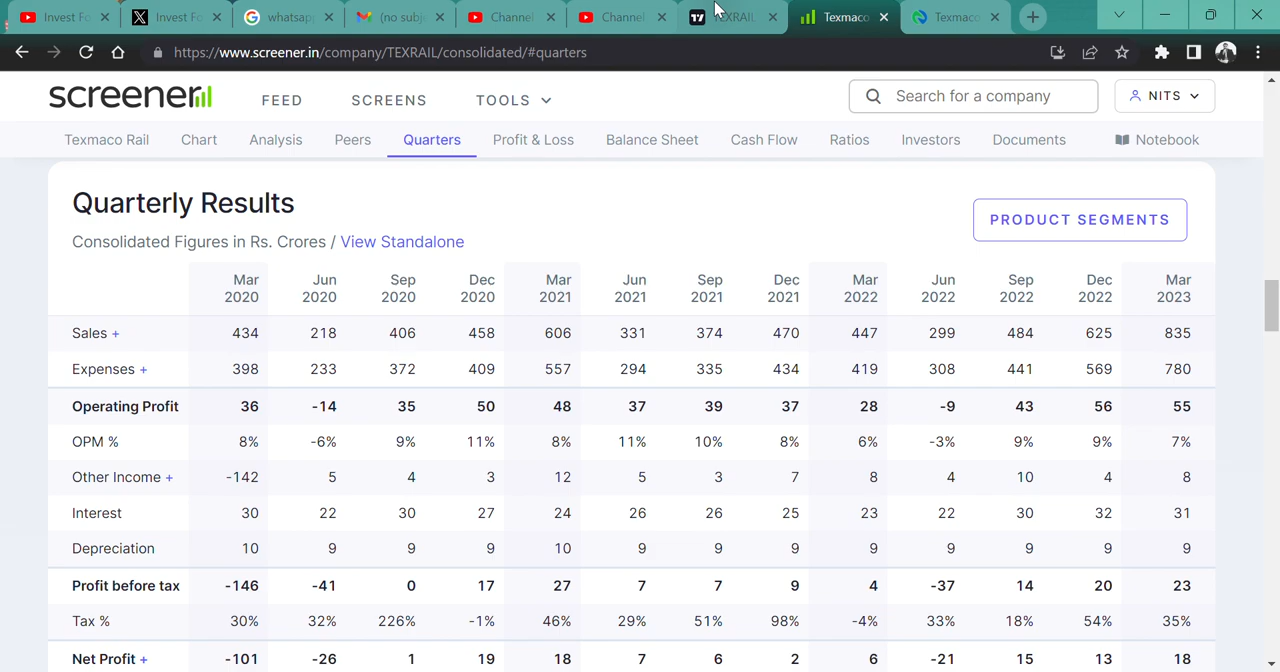 Invest Fo
Invest Fo
whatsap
(no subj
Channel
Channel
TEXRAIL
Texmaco
Texmaco
https://www.screener.in/company/TEXRAIL/consolidated/#quarters
screener
FEED SCREENS TOOLS
Search for a company
NITS
Texmaco Rail Chart Analysis Peers Quarters Profit & Loss Balance Sheet Cash Flow Ratios Investors Documents Notebook
Quarterly Results
PRODUCT SEGMENTS
Consolidated Figures in Rs. Crores / View Standalone
Mar Jun Sep Dec Mar Jun Sep Dec Mar Jun Sep Dec Mar
2020 2020 2020 2020 2021 2021 2021 2021 2022 2022 2022 2022 2023
Sales + 434 218 406 458 606 331 374 470 447 299 484 625 835
Expenses + 398 233 372 409 557 294 335 434 419 308 441 569 780
Operating Profit 36 -14 35 50 48 37 39 37 28 -9 43 56 55
OPM % 8% -6% 9% 11% 8% 11% 10% 8% 6% -3% 9% 9% 7%
Other Income + -142 5 4 3 12 5 3 7 8 4 10 4 8
Interest 30 22 30 27 24 26 26 25 23 22 30 32 31
Depreciation 10 9 9 9 10 9 9 9 9 9 9 9 9
Profit before tax -146 -41 0 17 27 7 7 9 4 -37 14 20 23
Tax % 30% 32% 226% -1% 46% 29% 51% 98% -4% 33% 18% 54% 35%
Net Profit + -101 -26 1 19 18 7 6 2 6 -21 15 13 18